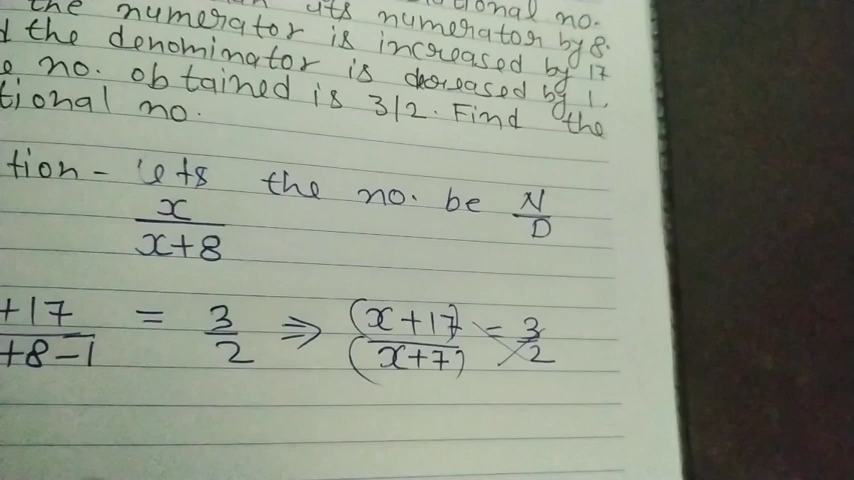 its numerator by 8.
the numerator is increased by 17
the denominator is decreased by 1.
no. obtained is 3/2. Find the
tional no.
tion - lets the no. be N/D
x/x+8
+17/+8-1 = 3/2 ⇒ (x+17)/(x+7) = 3/2